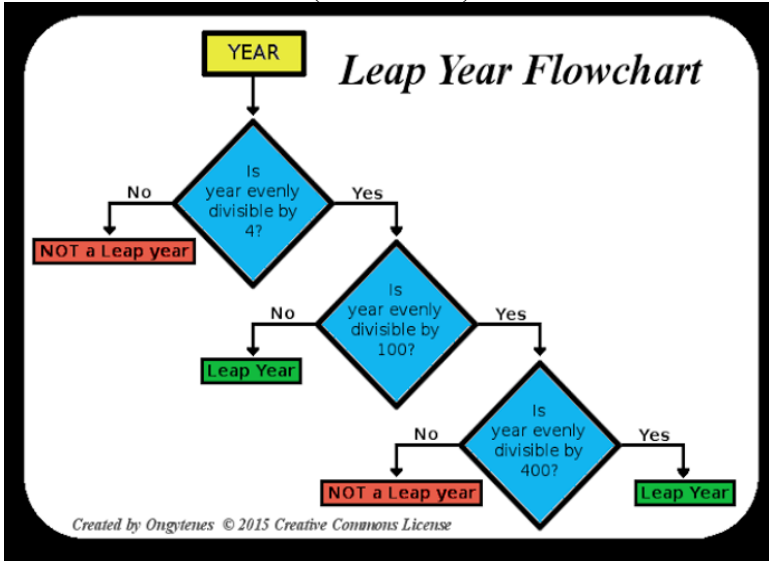 YEAR
Leap Year Flowchart
Is
year evenly
divisible by
4?
No
Yes
NOT a Leap year
Is
year evenly
divisible by
100?
No
Yes
Leap Year
Is
year evenly
divisible by
400?
No
Yes
NOT a Leap year
Leap Year
Created by Ongytenes © 2015 Creative Commons License